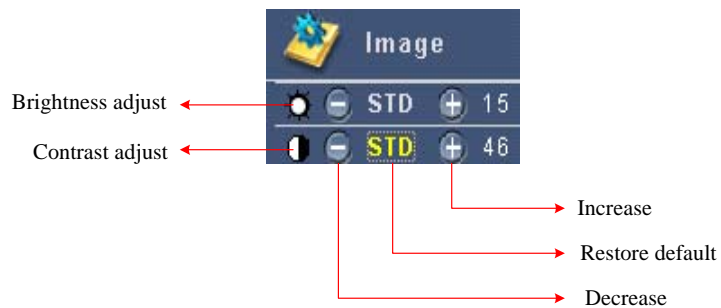 Image
Brightness adjust STD 15
Contrast adjust STD 46
Increase
Restore default
Decrease